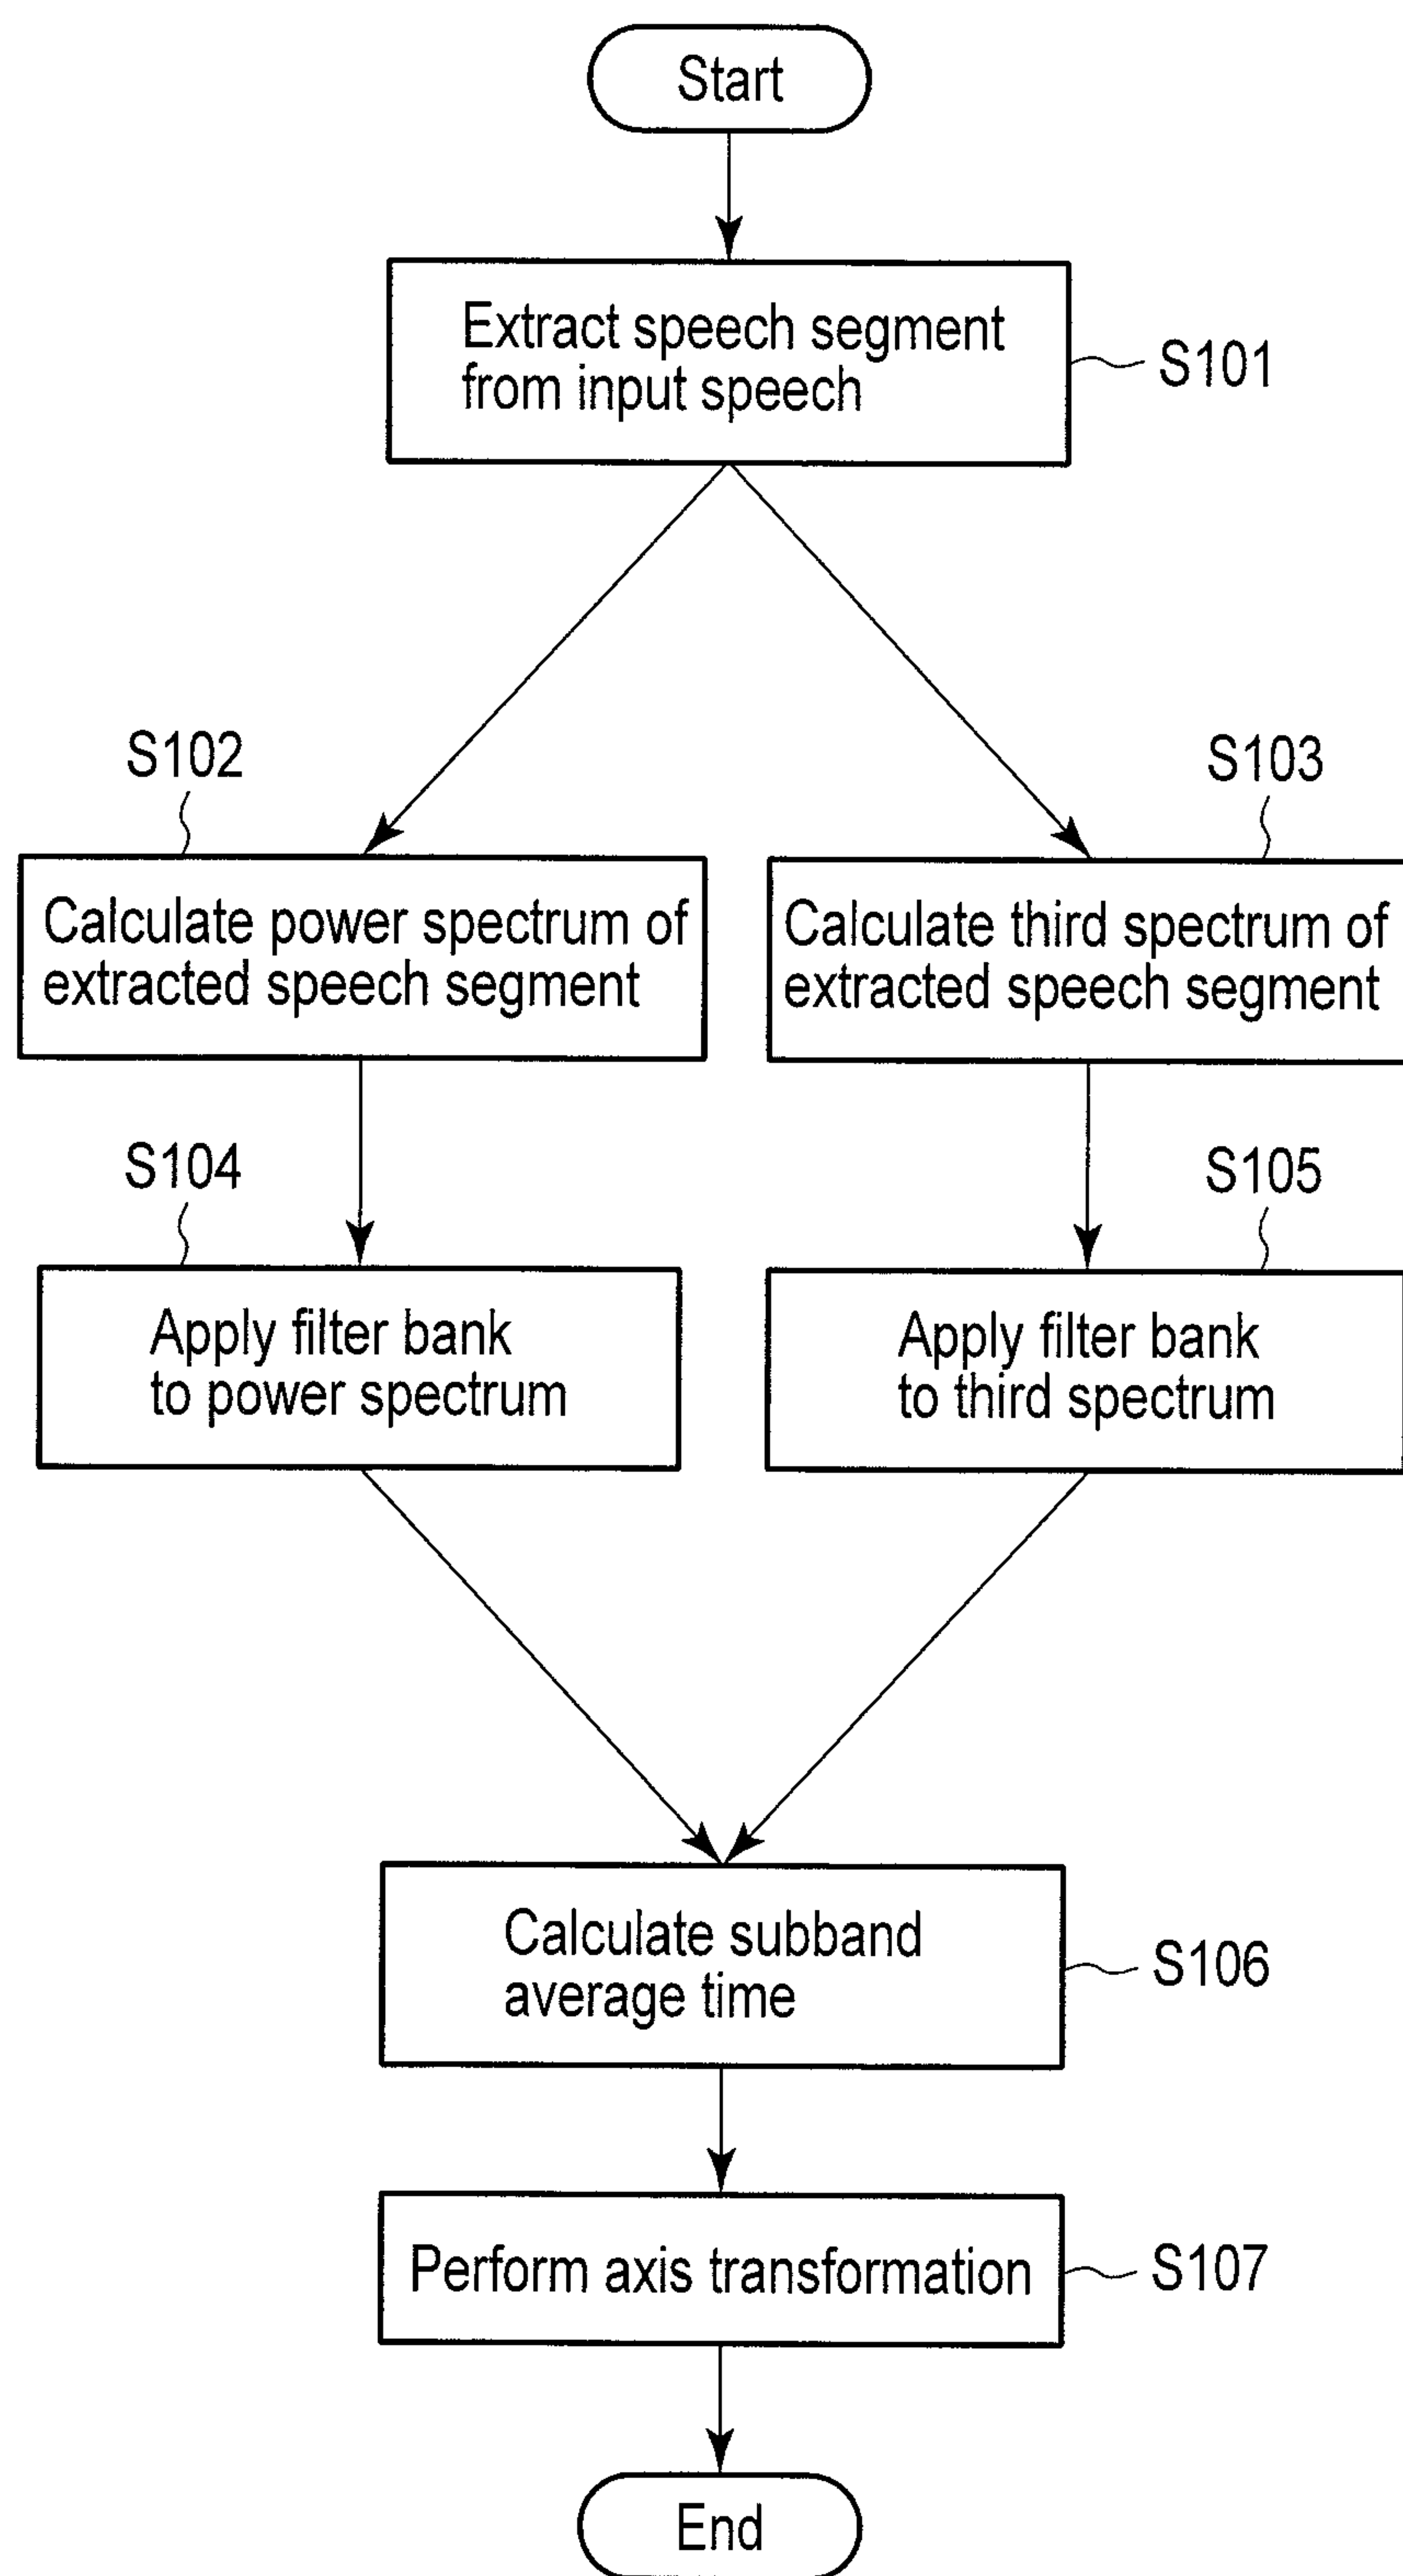 Start
Extract speech segment
from input speech
S101
S102
S103
Calculate power spectrum of
extracted speech segment
Calculate third spectrum of
extracted speech segment
S104
S105
Apply filter bank
to power spectrum
Apply filter bank
to third spectrum
Calculate subband
average time
S106
Perform axis transformation
S107
End